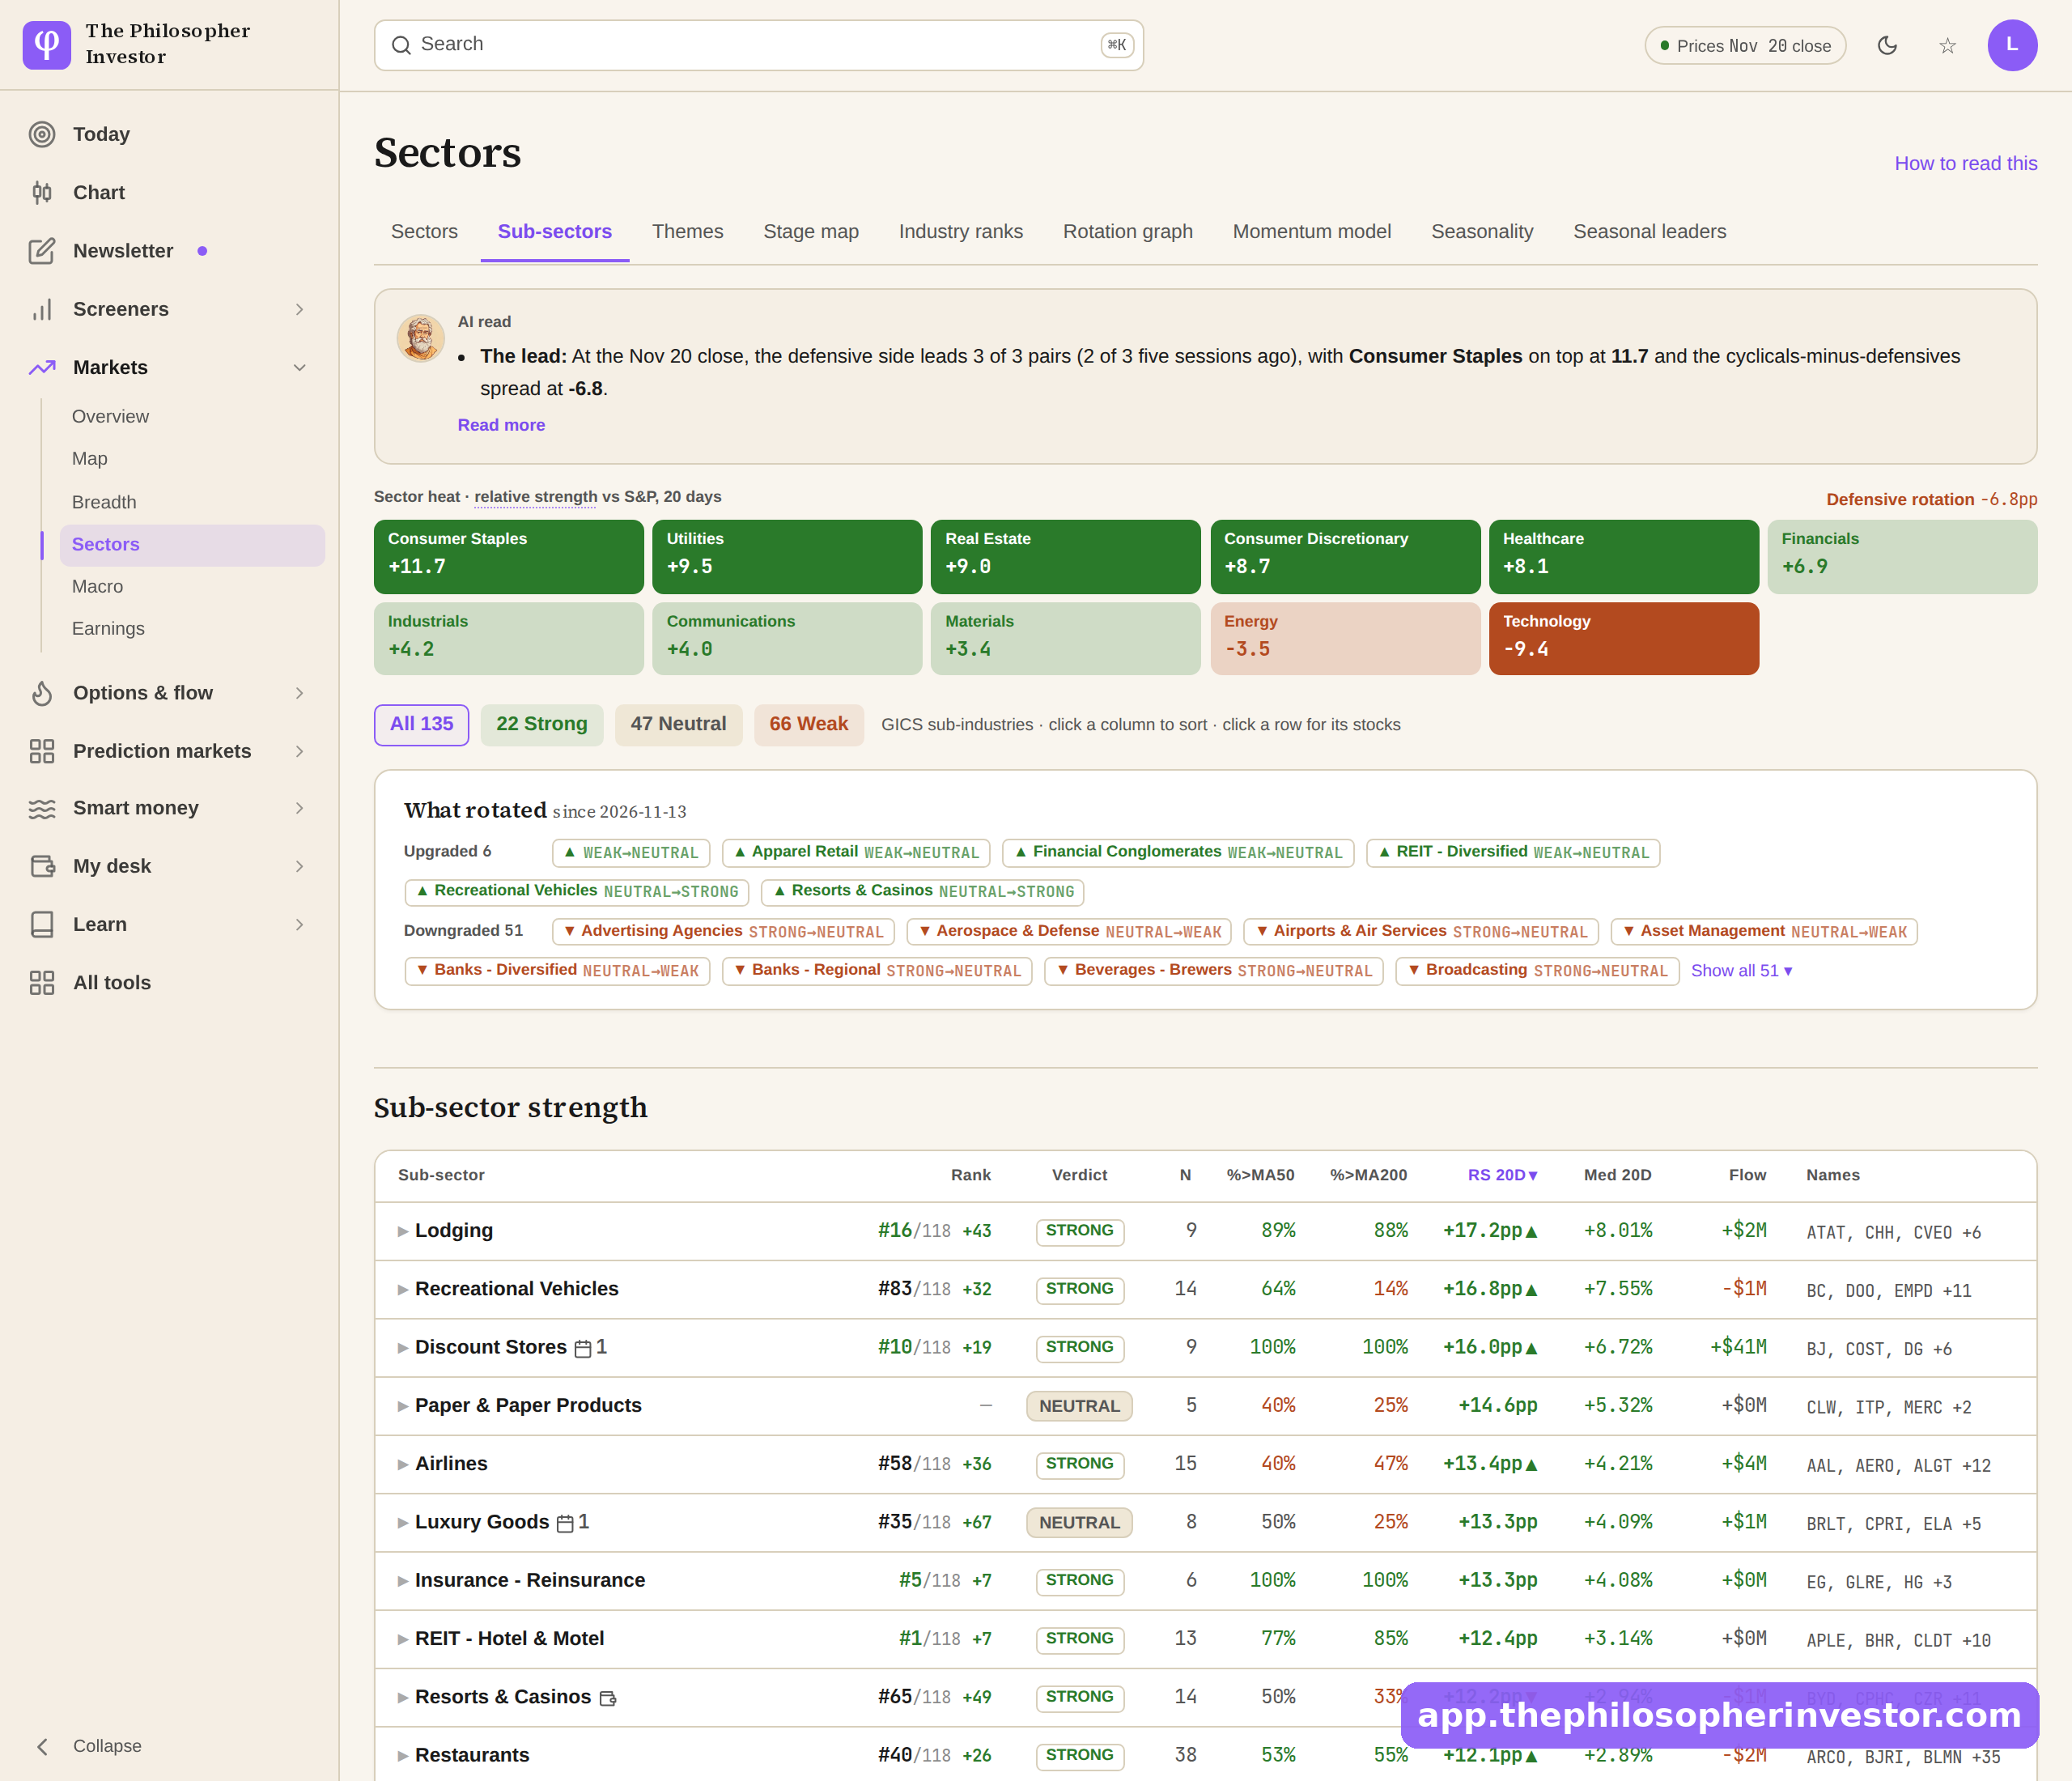 φ The Philosopher
Investor
Search ⌘K
Prices Nov 20 close ☆ L
Today
Chart
Newsletter
Screeners
Markets
Overview
Map
Breadth
Sectors
Macro
Earnings
Options & flow
Prediction markets
Smart money
My desk
Learn
All tools
Collapse
Sectors
How to read this
Sectors Sub-sectors Themes Stage map Industry ranks Rotation graph Momentum model Seasonality Seasonal leaders
AI read
• The lead: At the Nov 20 close, the defensive side leads 3 of 3 pairs (2 of 3 five sessions ago), with Consumer Staples on top at 11.7 and the cyclicals-minus-defensives
spread at -6.8.
Read more
Sector heat · relative strength vs S&P, 20 days Defensive rotation -6.8pp
Consumer Staples Utilities Real Estate Consumer Discretionary Healthcare Financials
+11.7 +9.5 +9.0 +8.7 +8.1 +6.9
Industrials Communications Materials Energy Technology
+4.2 +4.0 +3.4 -3.5 -9.4
All 135 22 Strong 47 Neutral 66 Weak GICS sub-industries · click a column to sort · click a row for its stocks
What rotated since 2026-11-13
Upgraded 6 ▲ WEAK→NEUTRAL ▲ Apparel Retail WEAK→NEUTRAL ▲ Financial Conglomerates WEAK→NEUTRAL ▲ REIT - Diversified WEAK→NEUTRAL
▲ Recreational Vehicles NEUTRAL→STRONG ▲ Resorts & Casinos NEUTRAL→STRONG
Downgraded 51 ▼ Advertising Agencies STRONG→NEUTRAL ▼ Aerospace & Defense NEUTRAL→WEAK ▼ Airports & Air Services STRONG→NEUTRAL ▼ Asset Management NEUTRAL→WEAK
▼ Banks - Diversified NEUTRAL→WEAK ▼ Banks - Regional STRONG→NEUTRAL ▼ Beverages - Brewers STRONG→NEUTRAL ▼ Broadcasting STRONG→NEUTRAL Show all 51 ▾
Sub-sector strength
Sub-sector Rank Verdict N %>MA50 %>MA200 RS 20D▼ Med 20D Flow Names
▶ Lodging #16/118 +43 STRONG 9 89% 88% +17.2pp▲ +8.01% +$2M ATAT, CHH, CVEO +6
▶ Recreational Vehicles #83/118 +32 STRONG 14 64% 14% +16.8pp▲ +7.55% -$1M BC, DOO, EMPD +11
▶ Discount Stores 1 #10/118 +19 STRONG 9 100% 100% +16.0pp▲ +6.72% +$41M BJ, COST, DG +6
▶ Paper & Paper Products — NEUTRAL 5 40% 25% +14.6pp +5.32% +$0M CLW, ITP, MERC +2
▶ Airlines #58/118 +36 STRONG 15 40% 47% +13.4pp▲ +4.21% +$4M AAL, AERO, ALGT +12
▶ Luxury Goods 1 #35/118 +67 NEUTRAL 8 50% 25% +13.3pp +4.09% +$1M BRLT, CPRI, ELA +5
▶ Insurance - Reinsurance #5/118 +7 STRONG 6 100% 100% +13.3pp +4.08% +$0M EG, GLRE, HG +3
▶ REIT - Hotel & Motel #1/118 +7 STRONG 13 77% 85% +12.4pp +3.14% +$0M APLE, BHR, CLDT +10
▶ Resorts & Casinos #65/118 +49 STRONG 14 50% 33% +12.2pp▼ +2.94% -$1M BYD, CPHC, CZR +11
app.thephilosopherinvestor.com
▶ Restaurants #40/118 +26 STRONG 38 53% 55% +12.1pp▲ +2.89% -$2M ARCO, BJRI, BLMN +35